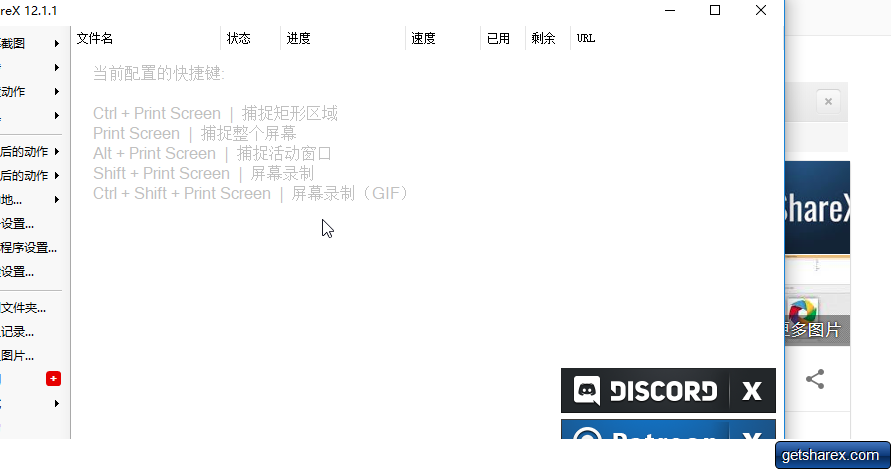 reX 12.1.1
文件名 状态 进度 速度 已用 剩余 URL
截图
动作
后的动作
后的动作
地...
设置...
程序设置...
设置...
文件夹...
记录...
图片...
当前配置的快捷键:
Ctrl + Print Screen | 捕捉矩形区域
Print Screen | 捕捉整个屏幕
Alt + Print Screen | 捕捉活动窗口
Shift + Print Screen | 屏幕录制
Ctrl + Shift + Print Screen | 屏幕录制（GIF）
DISCORD X
Patreon X
ShareX
更多图片
getsharex.com